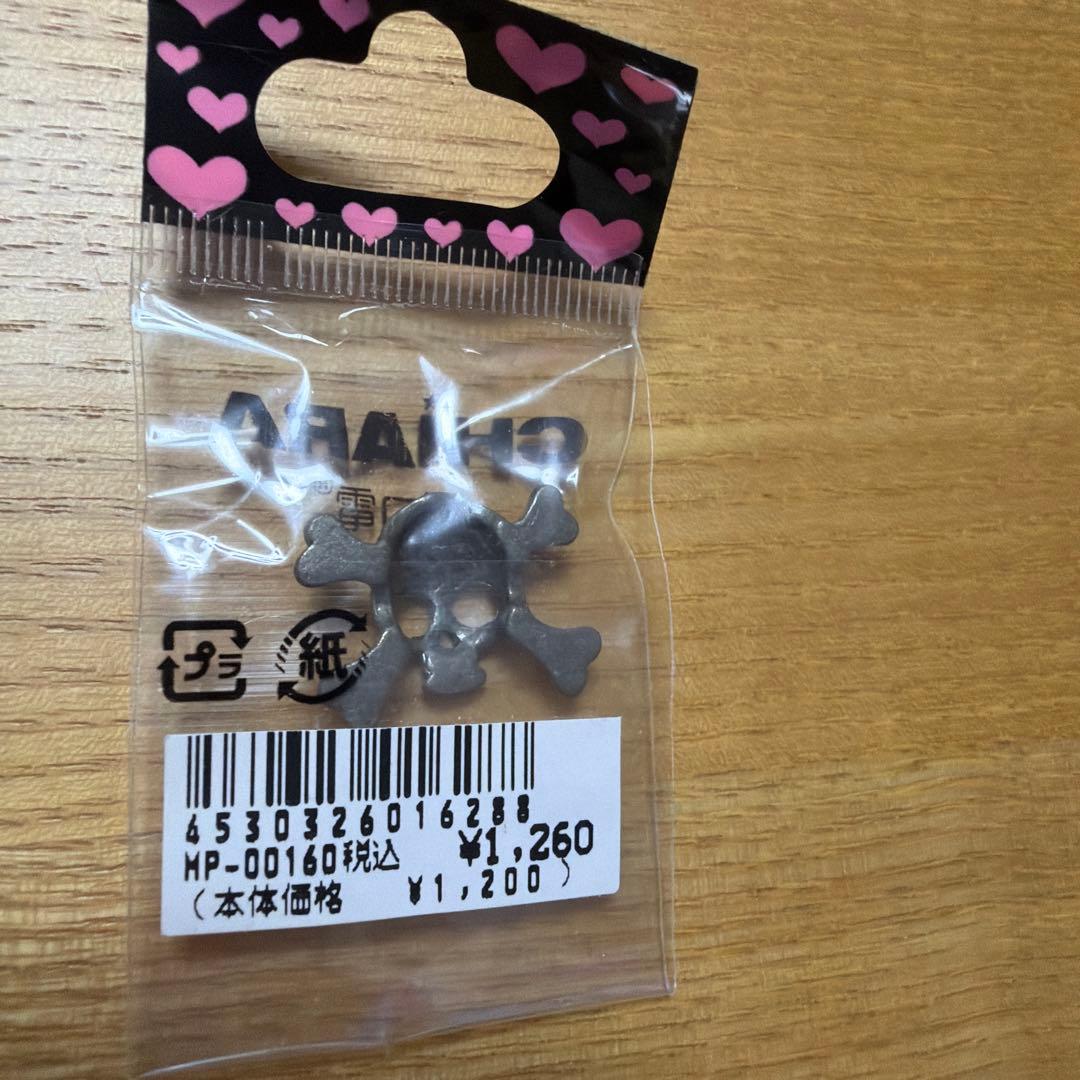 CHIARA
電
®
プラ
紙
4530326016288
MP-00160税込 ¥1,260
(本体価格 ¥1,200)